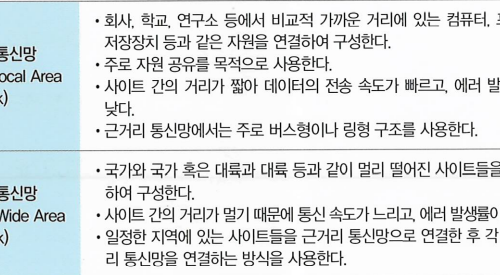 • 회사, 학교, 연구소 등에서 비교적 가까운 거리에 있는 컴퓨터,
저장장치 등과 같은 자원을 연결하여 구성한다.
통신망
• 주로 자원 공유를 목적으로 사용한다.
ocal Area
• 사이트 간의 거리가 짧아 데이터의 전송 속도가 빠르고, 에러 발
k)
낮다.
• 근거리 통신망에서는 주로 버스형이나 링형 구조를 사용한다.
• 국가와 국가 혹은 대륙과 대륙 등과 같이 멀리 떨어진 사이트들을
통신망
하여 구성한다.
Wide Area
• 사이트 간의 거리가 멀기 때문에 통신 속도가 느리고, 에러 발생률이
k)
• 일정한 지역에 있는 사이트들을 근거리 통신망으로 연결한 후 각
리 통신망을 연결하는 방식을 사용한다.